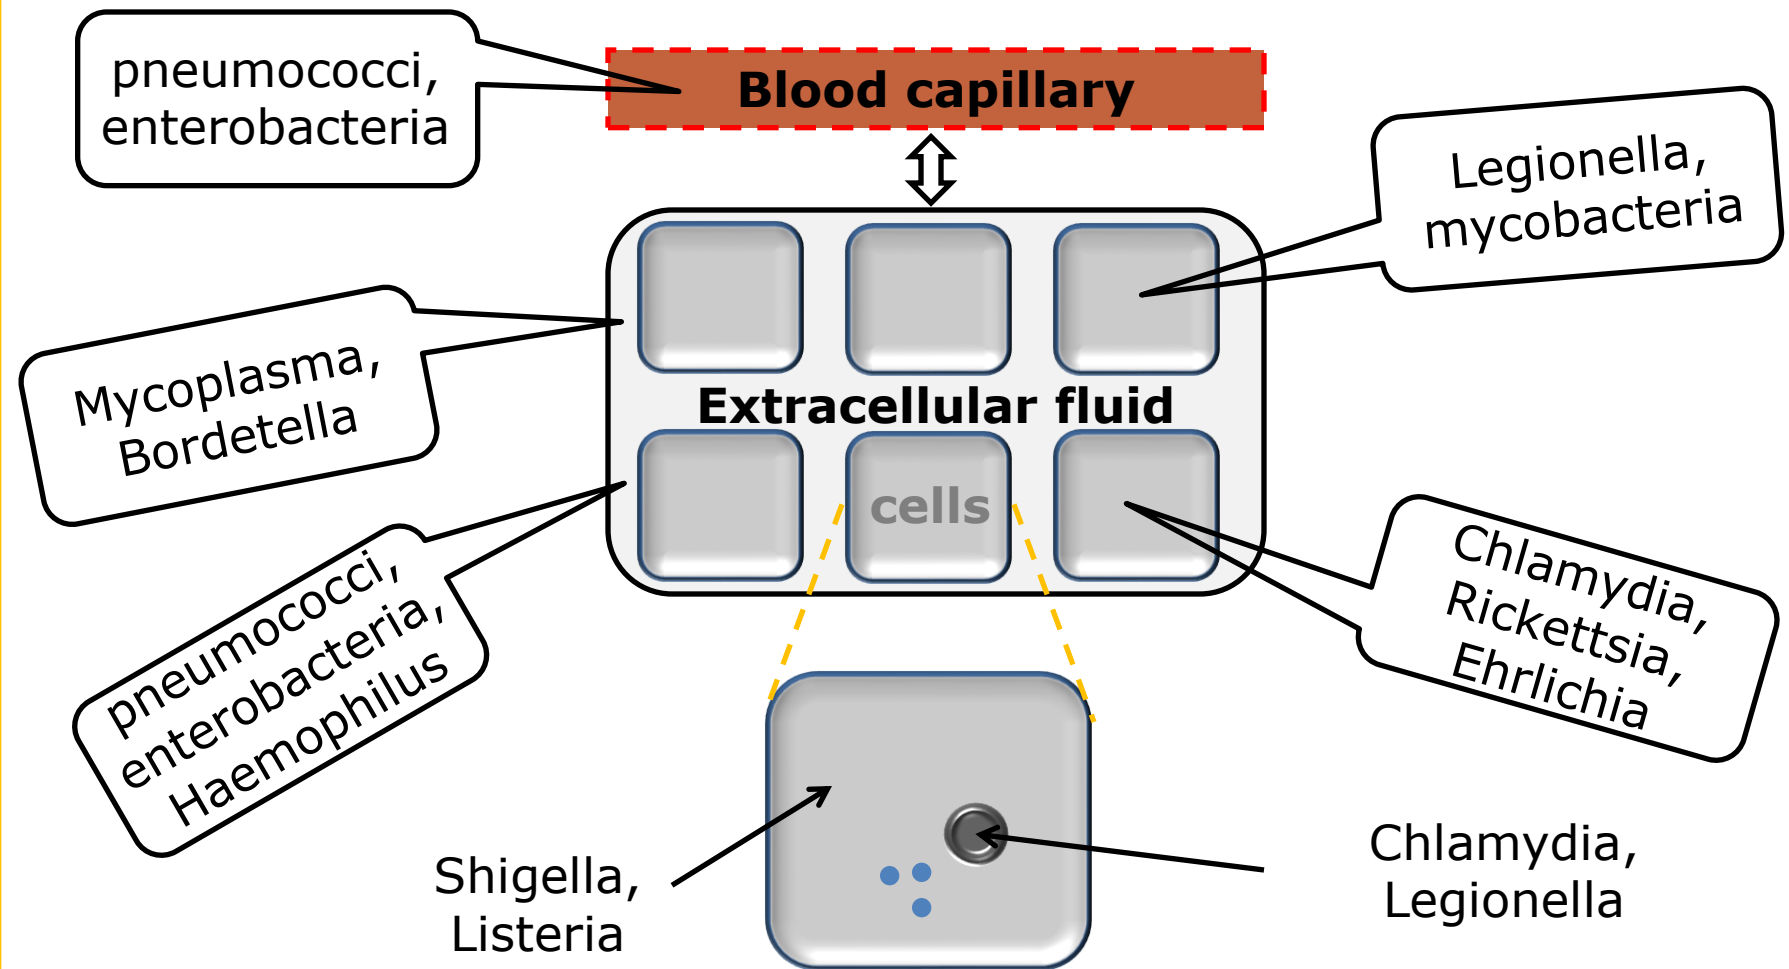 pneumococci,
enterobacteria
Blood capillary
Legionella,
mycobacteria
Mycoplasma,
Bordetella
Extracellular fluid
cells
pneumococci,
enterobacteria,
Haemophilus
Chlamydia,
Rickettsia,
Ehrlichia
Shigella,
Listeria
Chlamydia,
Legionella